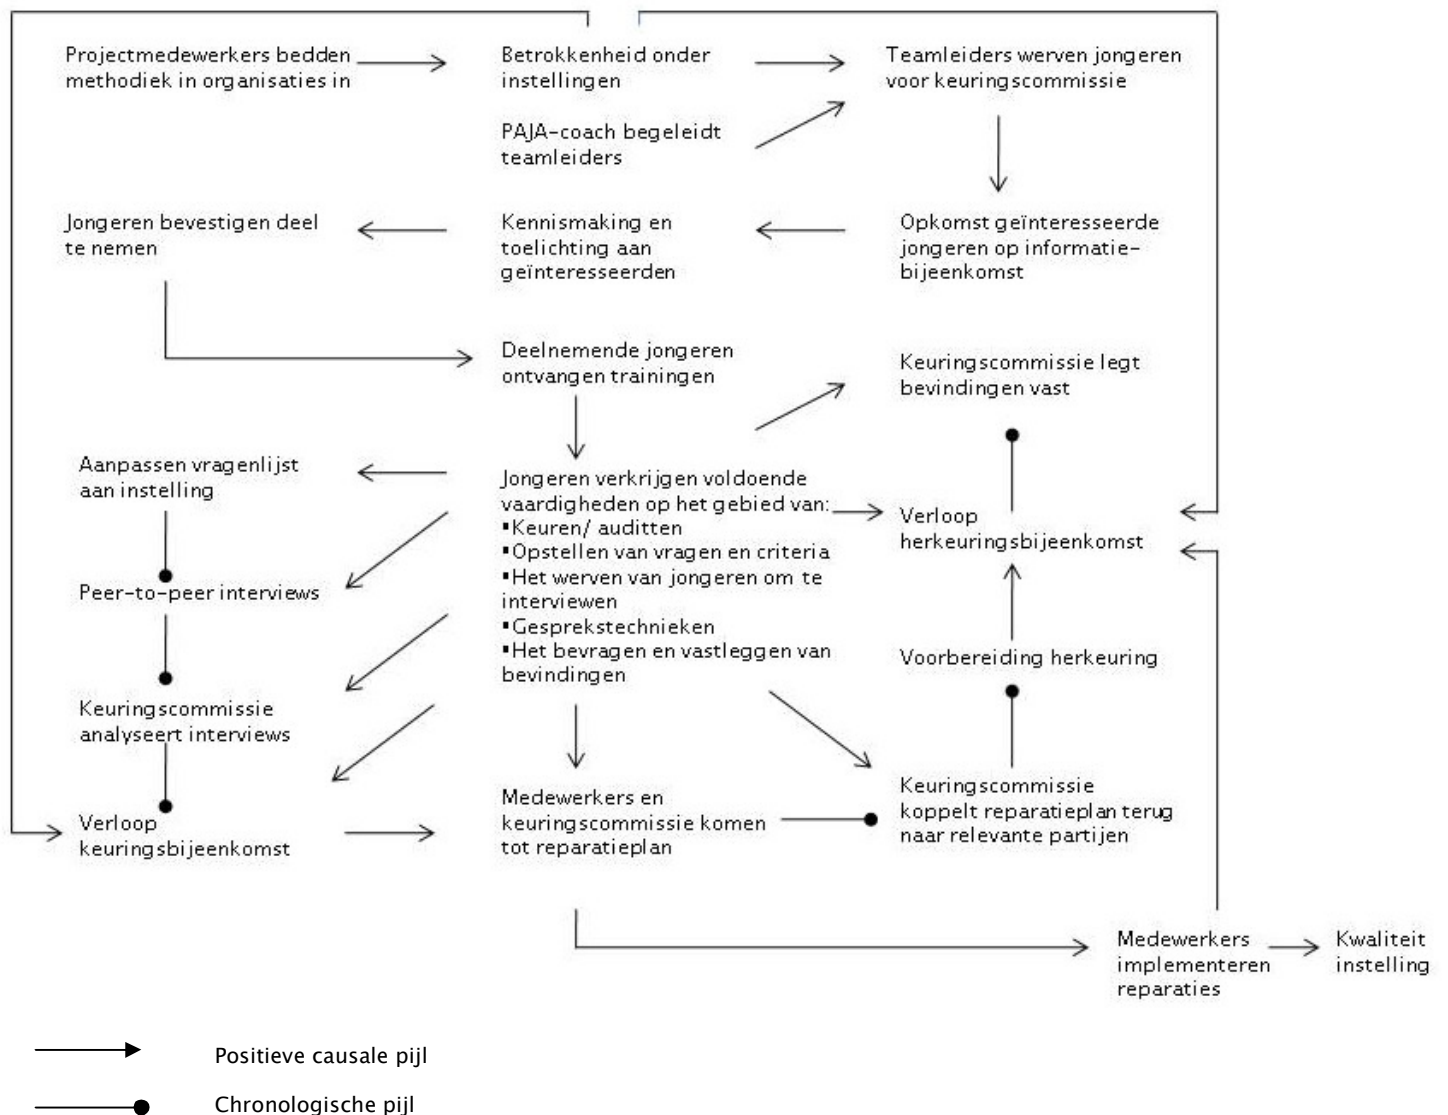 Projectmedewerkers bedden
methodiek in organisaties in
Betrokkenheid onder
instellingen
Teamleiders werven jongeren
voor keuringscommissie
PAJA-coach begeleidt
teamleiders
Jongeren bevestigen deel
te nemen
Kennismaking en
toelichting aan
geïnteresseerden
Opkomst geïnteresseerde
jongeren op informatie-
bijeenkomst
Deelnemende jongeren
ontvangen trainingen
Keuringscommissie legt
bevindingen vast
Aanpassen vragenlijst
aan instelling
Jongeren verkrijgen voldoende
vaardigheden op het gebied van:
▪Keuren/ auditten
▪Opstellen van vragen en criteria
▪Het werven van jongeren om te
interviewen
▪Gesprekstechnieken
▪Het bevragen en vastleggen van
bevindingen
Verloop
herkeuringsbijeenkomst
Peer-to-peer interviews
Voorbereiding herkeuring
Keuringscommissie
analyseert interviews
Verloop
keuringsbijeenkomst
Medewerkers en
keuringscommissie komen
tot reparatieplan
Keuringscommissie
koppelt reparatieplan terug
naar relevante partijen
Medewerkers
implementeren
reparaties
Kwaliteit
instelling
Positieve causale pijl
Chronologische pijl